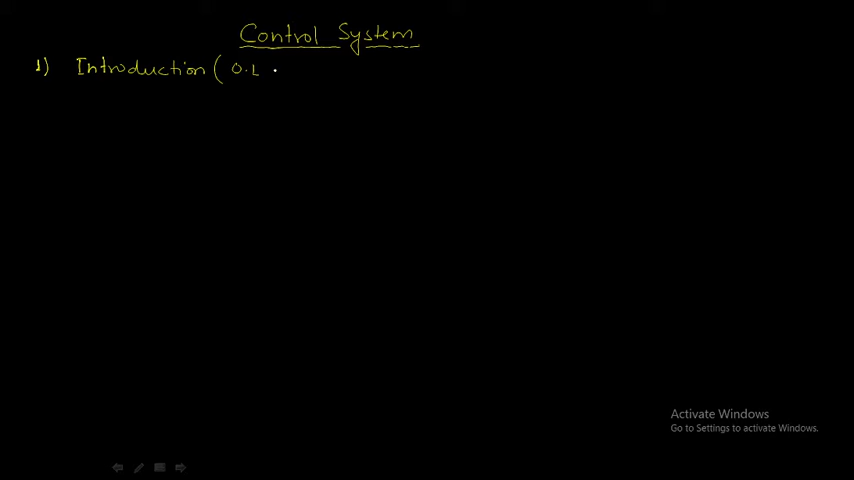 Control System
1) Introduction ( O.L
Activate Windows
Go to Settings to activate Windows.